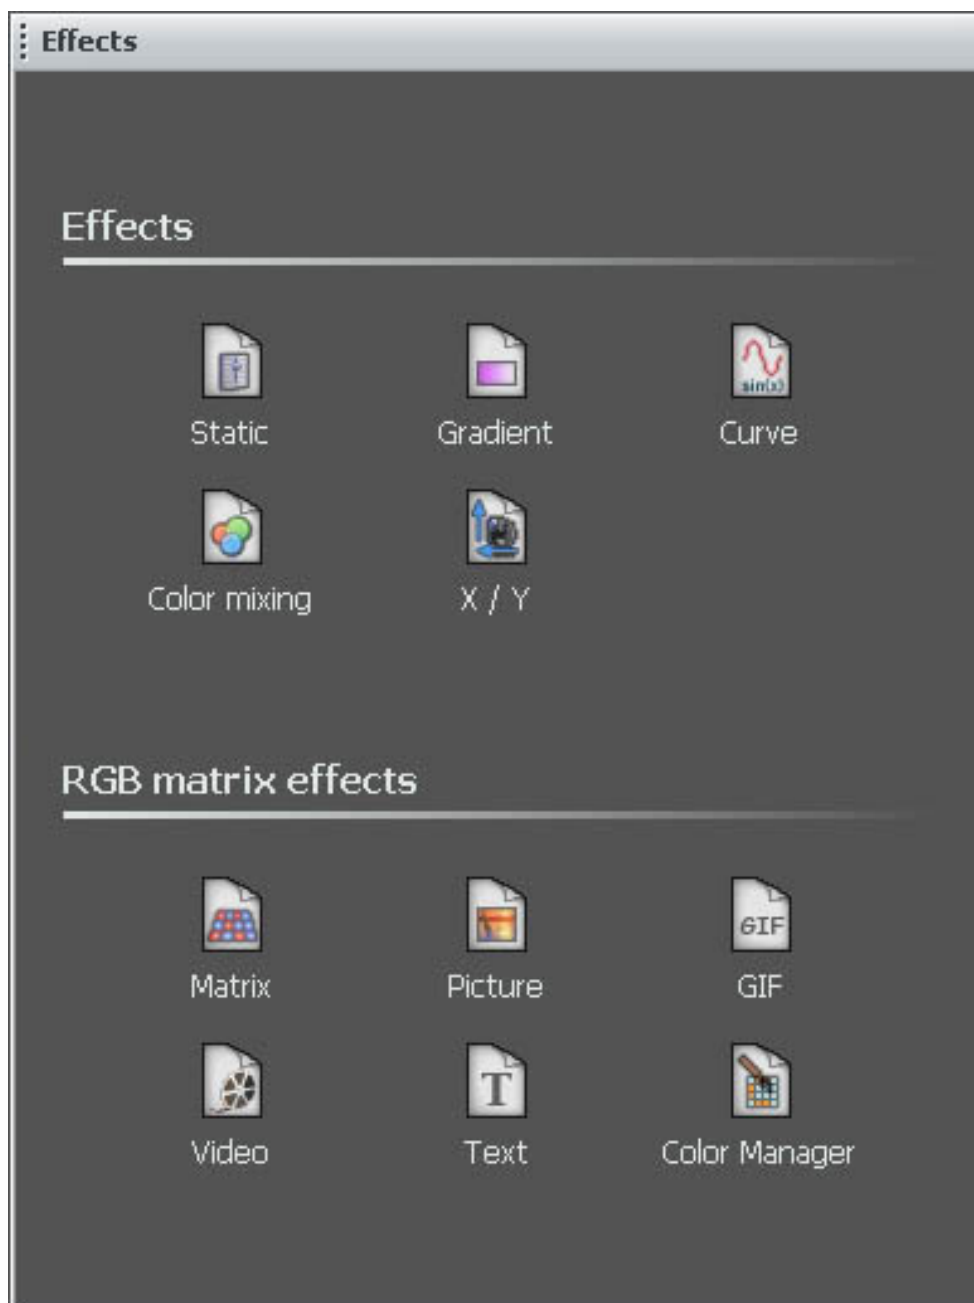 Effects
Effects
sin(x)
Static Gradient Curve
Color mixing X / Y
RGB matrix effects
GIF
Matrix Picture GIF
T
Video Text Color Manager